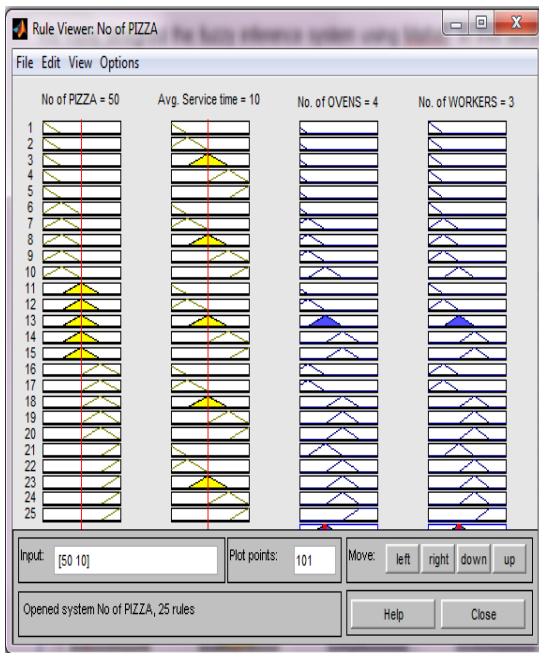 Rule Viewer: No of PIZZA
File Edit View Options
No of PIZZA = 50
Avg. Service time = 10
No. of OVENS = 4
No. of WORKERS = 3
1
2
3
4
5
6
7
8
9
10
11
12
13
14
15
16
17
18
19
20
21
22
23
24
25
Input:
[50 10]
Plot points:
101
Move:
left
right
down
up
Opened system No of PIZZA, 25 rules
Help
Close